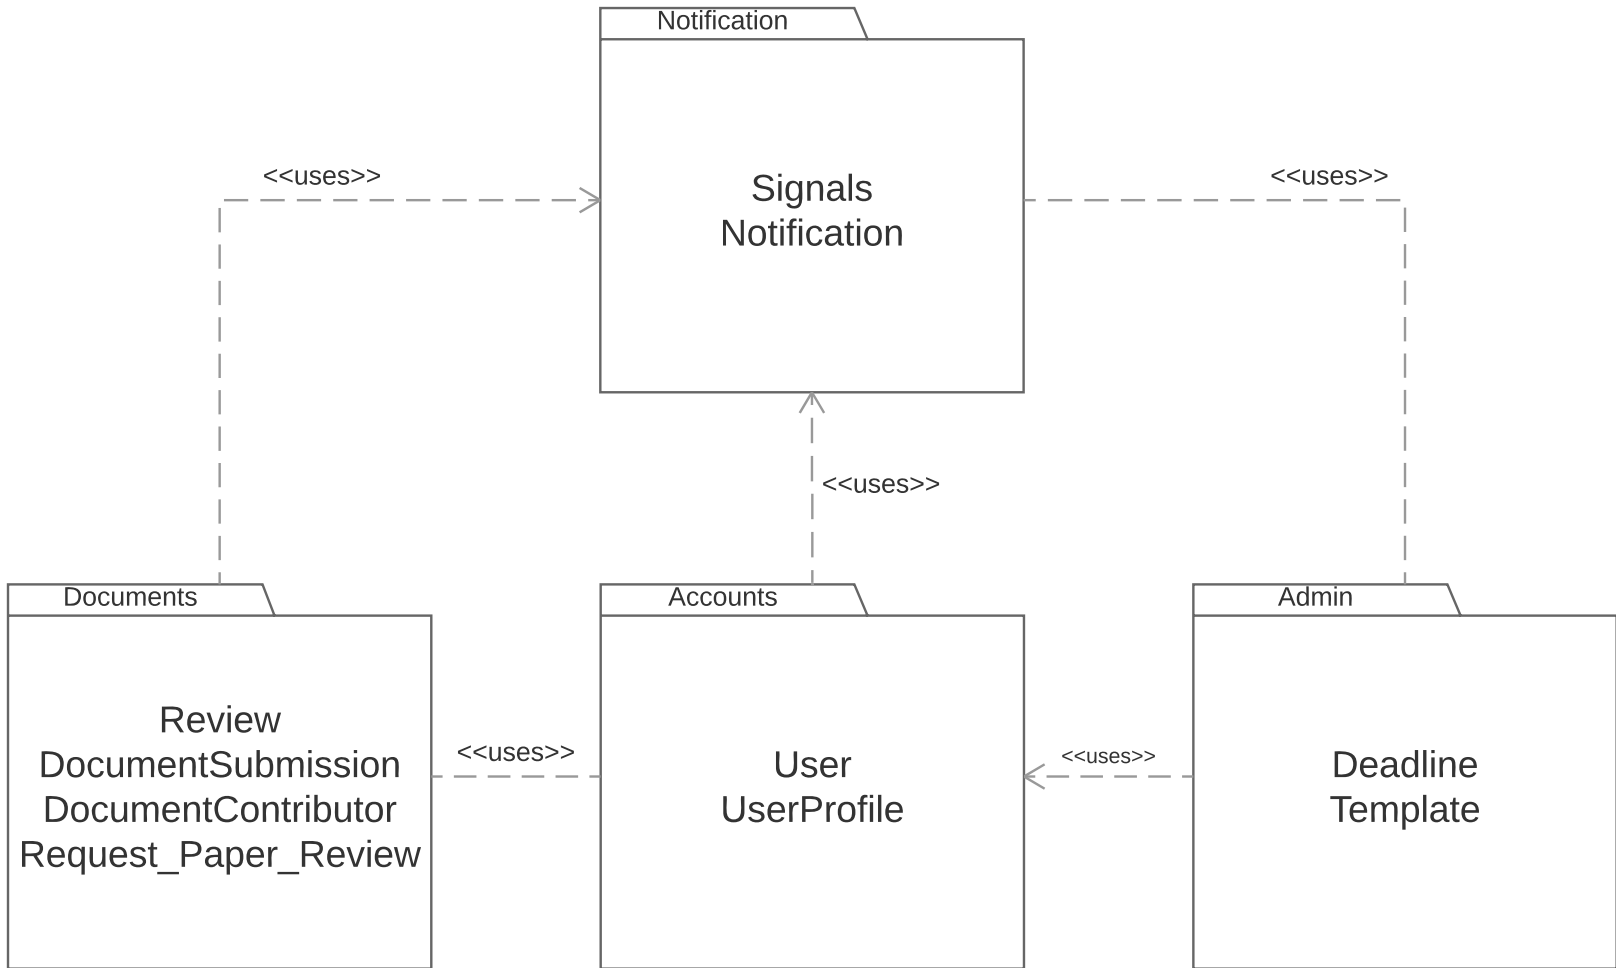 Notification
Signals
Notification
<<uses>>
<<uses>>
<<uses>>
Documents
Review
DocumentSubmission
DocumentContributor
Request_Paper_Review
<<uses>>
Accounts
User
UserProfile
<<uses>>
Admin
Deadline
Template